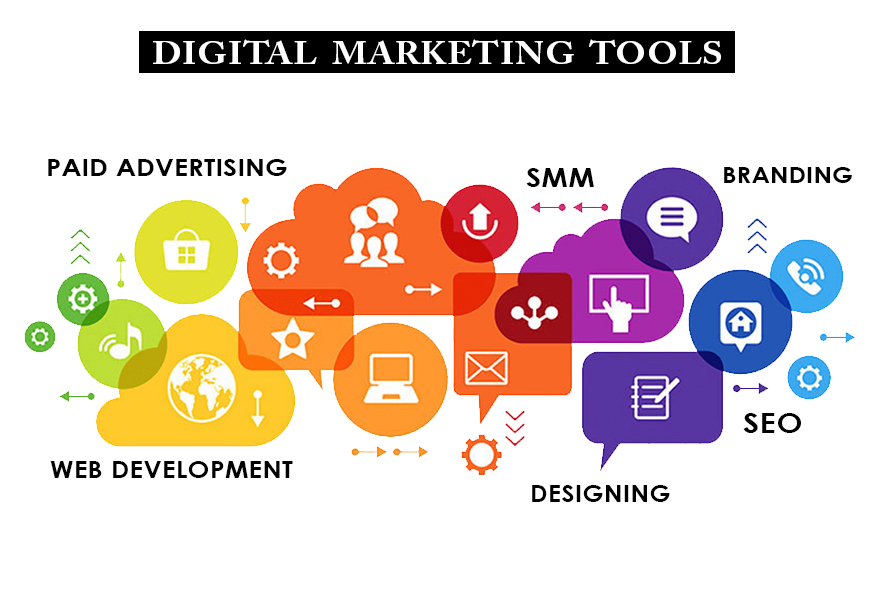 DIGITAL MARKETING TOOLS
PAID ADVERTISING
SMM
BRANDING
SEO
WEB DEVELOPMENT
DESIGNING